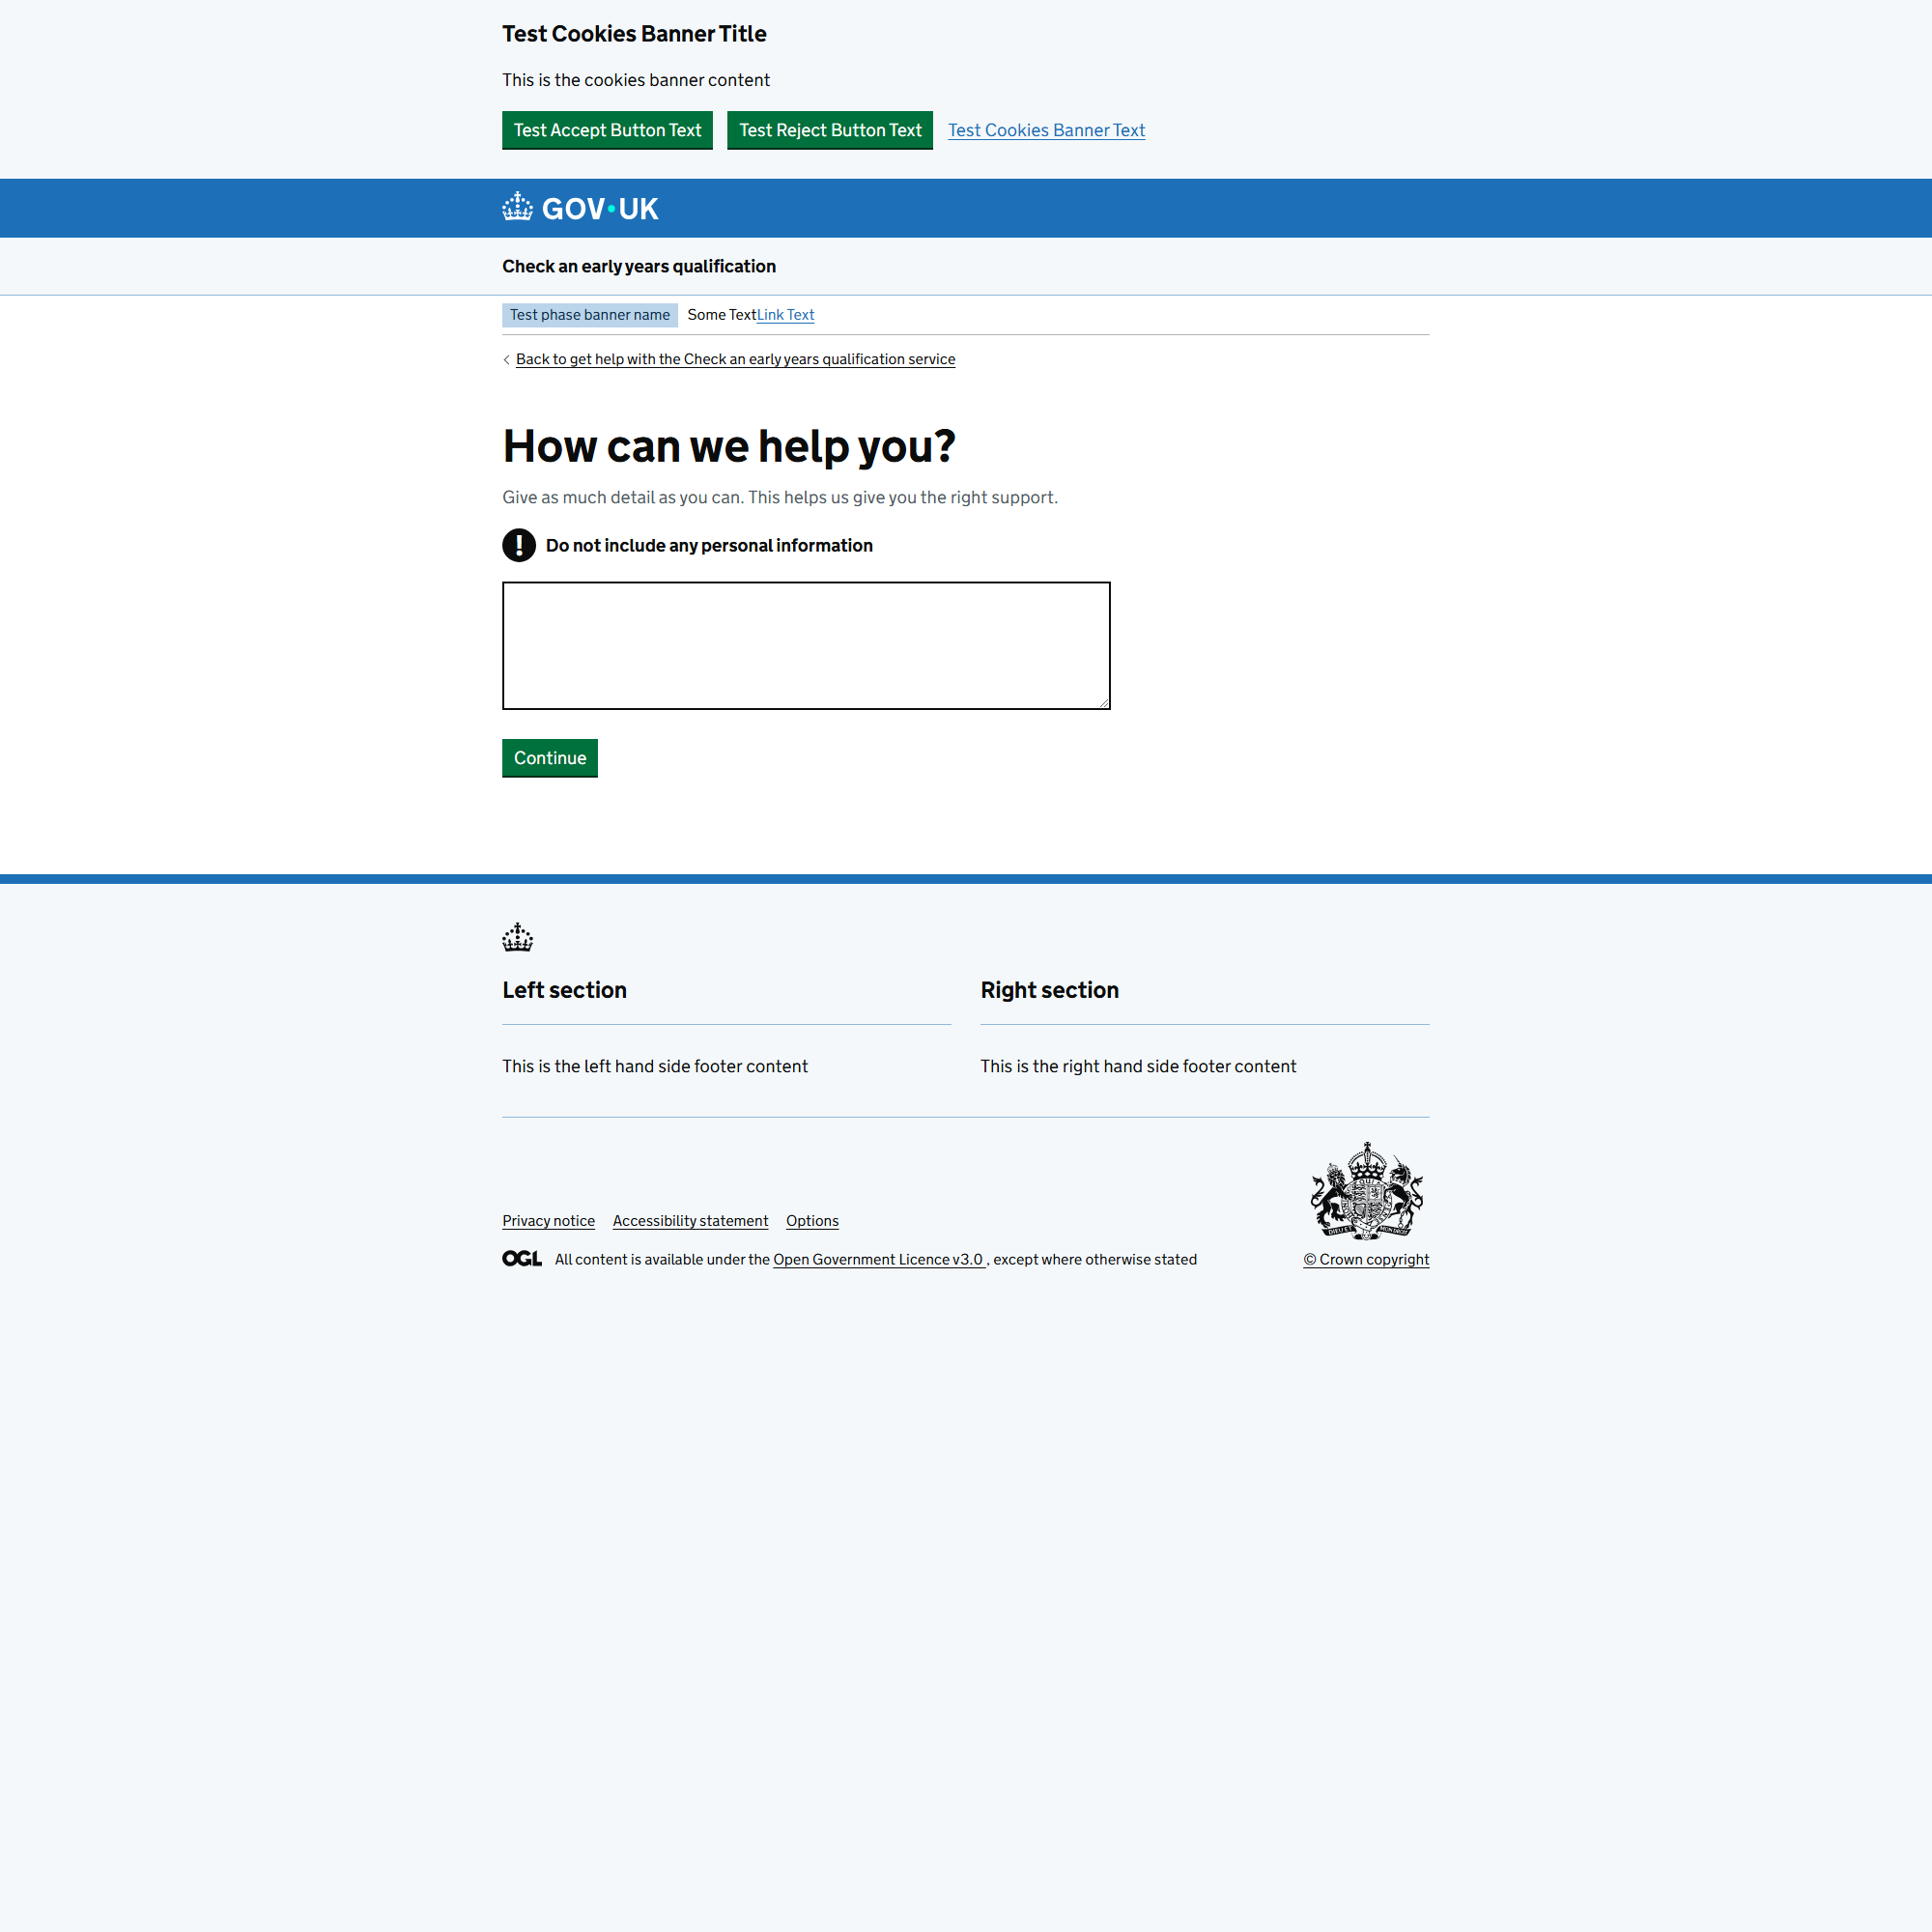 Test Cookies Banner Title
This is the cookies banner content
Test Accept Button Text Test Reject Button Text Test Cookies Banner Text
GOV·UK
Check an early years qualification
Test phase banner name Some TextLink Text
Back to get help with the Check an early years qualification service
How can we help you?
Give as much detail as you can. This helps us give you the right support.
! Do not include any personal information
Continue
Left section
Right section
This is the left hand side footer content
This is the right hand side footer content
Privacy notice Accessibility statement Options
OGL All content is available under the Open Government Licence v3.0 , except where otherwise stated
© Crown copyright